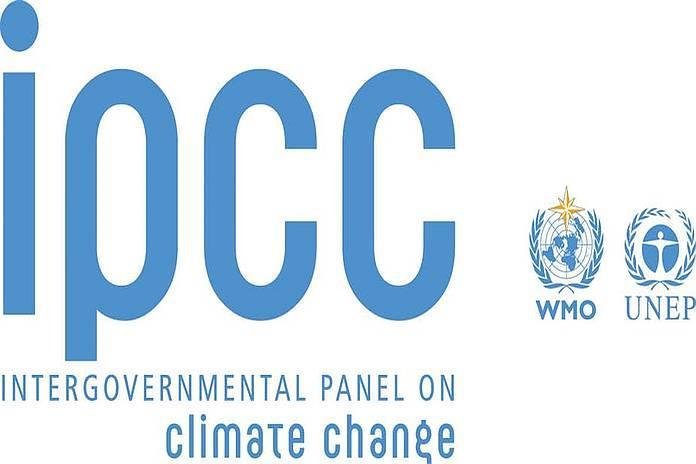 ipcc
INTERGOVERNMENTAL PANEL ON
climate change
WMO
UNEP